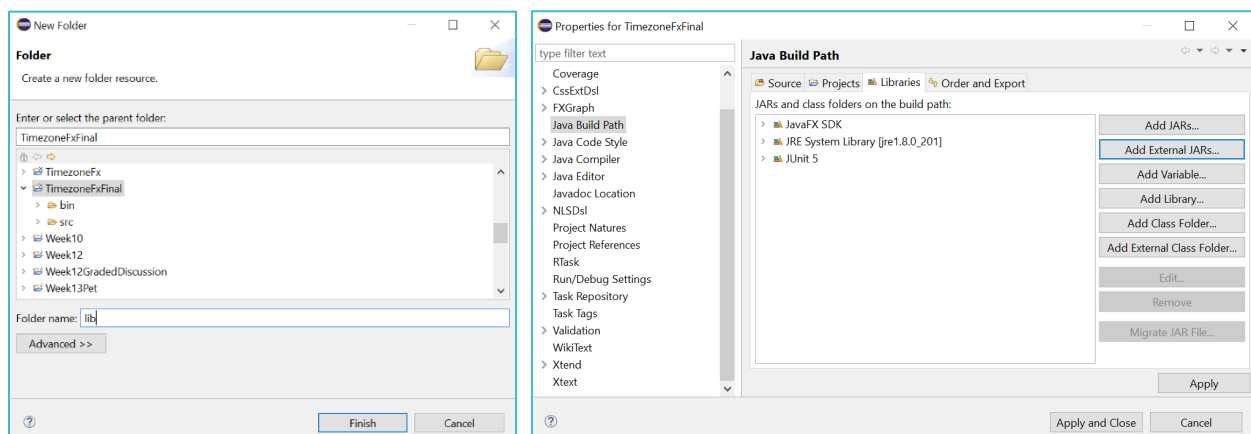 New Folder
Folder
Create a new folder resource.
Enter or select the parent folder:
TimezoneFxFinal
TimezoneFx
TimezoneFxFinal
bin
src
Week10
Week12
Week12GradedDiscussion
Week13Pet
Folder name: lib
Advanced >>
Finish Cancel
Properties for TimezoneFxFinal
type filter text
Coverage
CssExtDsl
FXGraph
Java Build Path
Java Code Style
Java Compiler
Java Editor
Javadoc Location
NLSDsl
Project Natures
Project References
RTask
Run/Debug Settings
Task Repository
Task Tags
Validation
WikiText
Xtend
Xtext
Java Build Path
Source Projects Libraries Order and Export
JARs and class folders on the build path:
JavaFX SDK
JRE System Library [jre1.8.0_201]
JUnit 5
Add JARs...
Add External JARs...
Add Variable...
Add Library...
Add Class Folder...
Add External Class Folder...
Edit...
Remove
Migrate JAR File...
Apply
Apply and Close Cancel